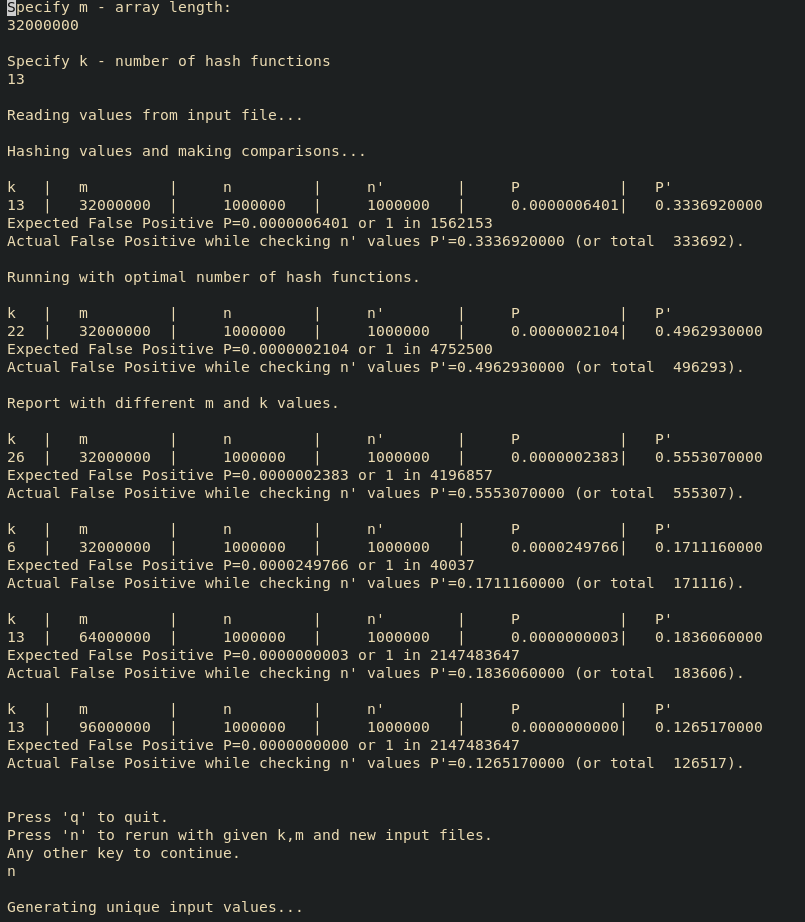 Specify m - array length:
32000000
Specify k - number of hash functions
13
Reading values from input file...
Hashing values and making comparisons...
k | m | n | n' | P | P'
13 | 32000000 | 1000000 | 1000000 | 0.0000006401| 0.3336920000
Expected False Positive P=0.0000006401 or 1 in 1562153
Actual False Positive while checking n' values P'=0.3336920000 (or total 333692).
Running with optimal number of hash functions.
k | m | n | n' | P | P'
22 | 32000000 | 1000000 | 1000000 | 0.0000002104| 0.4962930000
Expected False Positive P=0.0000002104 or 1 in 4752500
Actual False Positive while checking n' values P'=0.4962930000 (or total 496293).
Report with different m and k values.
k | m | n | n' | P | P'
26 | 32000000 | 1000000 | 1000000 | 0.0000002383| 0.5553070000
Expected False Positive P=0.0000002383 or 1 in 4196857
Actual False Positive while checking n' values P'=0.5553070000 (or total 555307).
k | m | n | n' | P | P'
6 | 32000000 | 1000000 | 1000000 | 0.0000249766| 0.1711160000
Expected False Positive P=0.0000249766 or 1 in 40037
Actual False Positive while checking n' values P'=0.1711160000 (or total 171116).
k | m | n | n' | P | P'
13 | 64000000 | 1000000 | 1000000 | 0.0000000003| 0.1836060000
Expected False Positive P=0.0000000003 or 1 in 2147483647
Actual False Positive while checking n' values P'=0.1836060000 (or total 183606).
k | m | n | n' | P | P'
13 | 96000000 | 1000000 | 1000000 | 0.0000000000| 0.1265170000
Expected False Positive P=0.0000000000 or 1 in 2147483647
Actual False Positive while checking n' values P'=0.1265170000 (or total 126517).
Press 'q' to quit.
Press 'n' to rerun with given k,m and new input files.
Any other key to continue.
n
Generating unique input values...